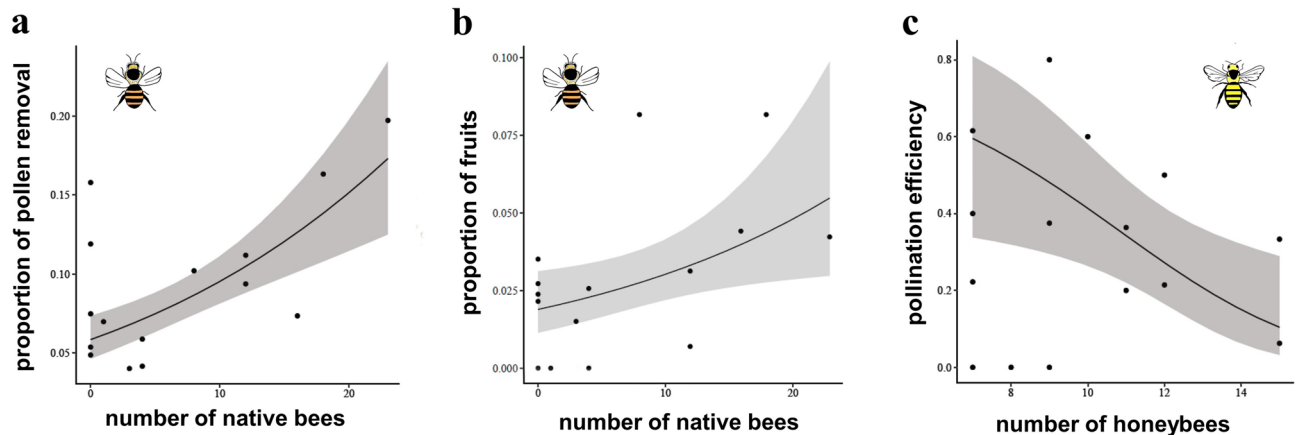 a
proportion of pollen removal
0.20
0.15
0.10
0.05
0
10
20
number of native bees
b
proportion of fruits
0.100
0.075
0.050
0.025
0.000
0
10
20
number of native bees
c
pollination efficiency
0.8
0.6
0.4
0.2
0.0
8
10
12
14
number of honeybees